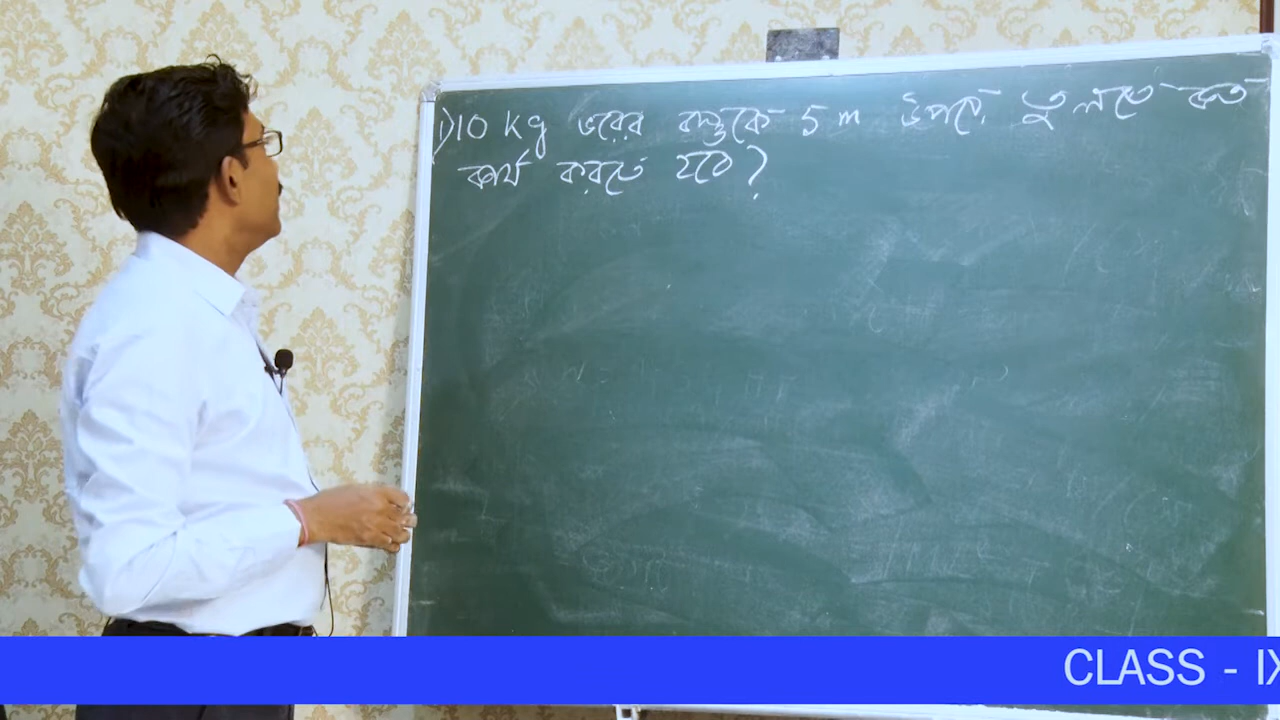 1) 10 kg ভরের বস্তুকে 5 m উপরে তুলতে কত
কার্য করতে হবে?
CLASS - IX